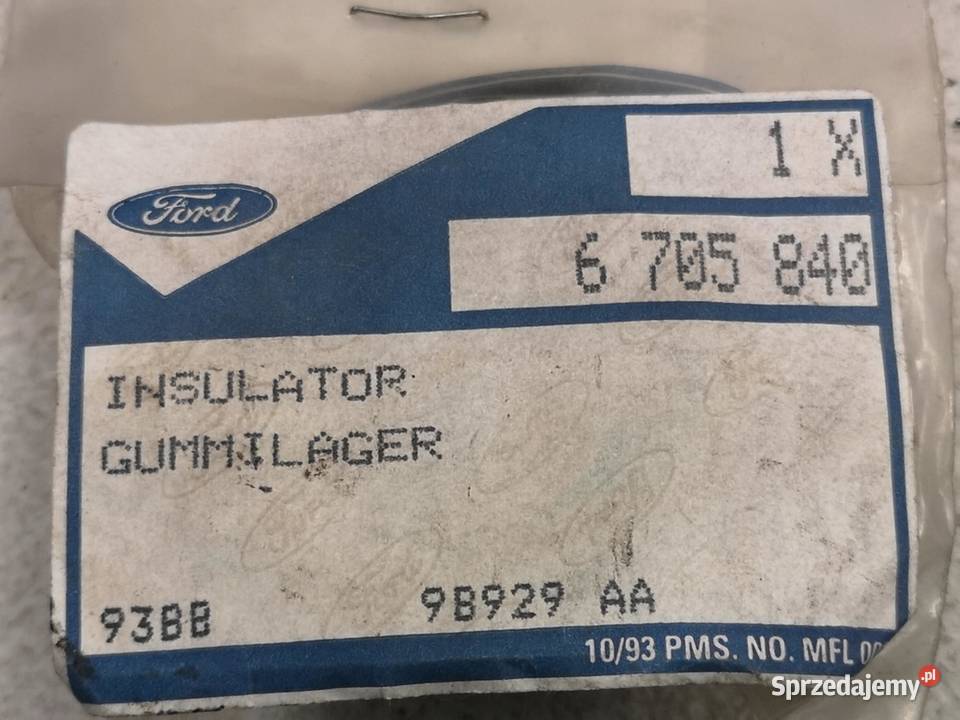 Ford
1 X
6 705 840
INSULATOR
GUMMILAGER
93BB 9B929 AA
10/93 PMS. NO. MFL
Sprzedajemy.pl